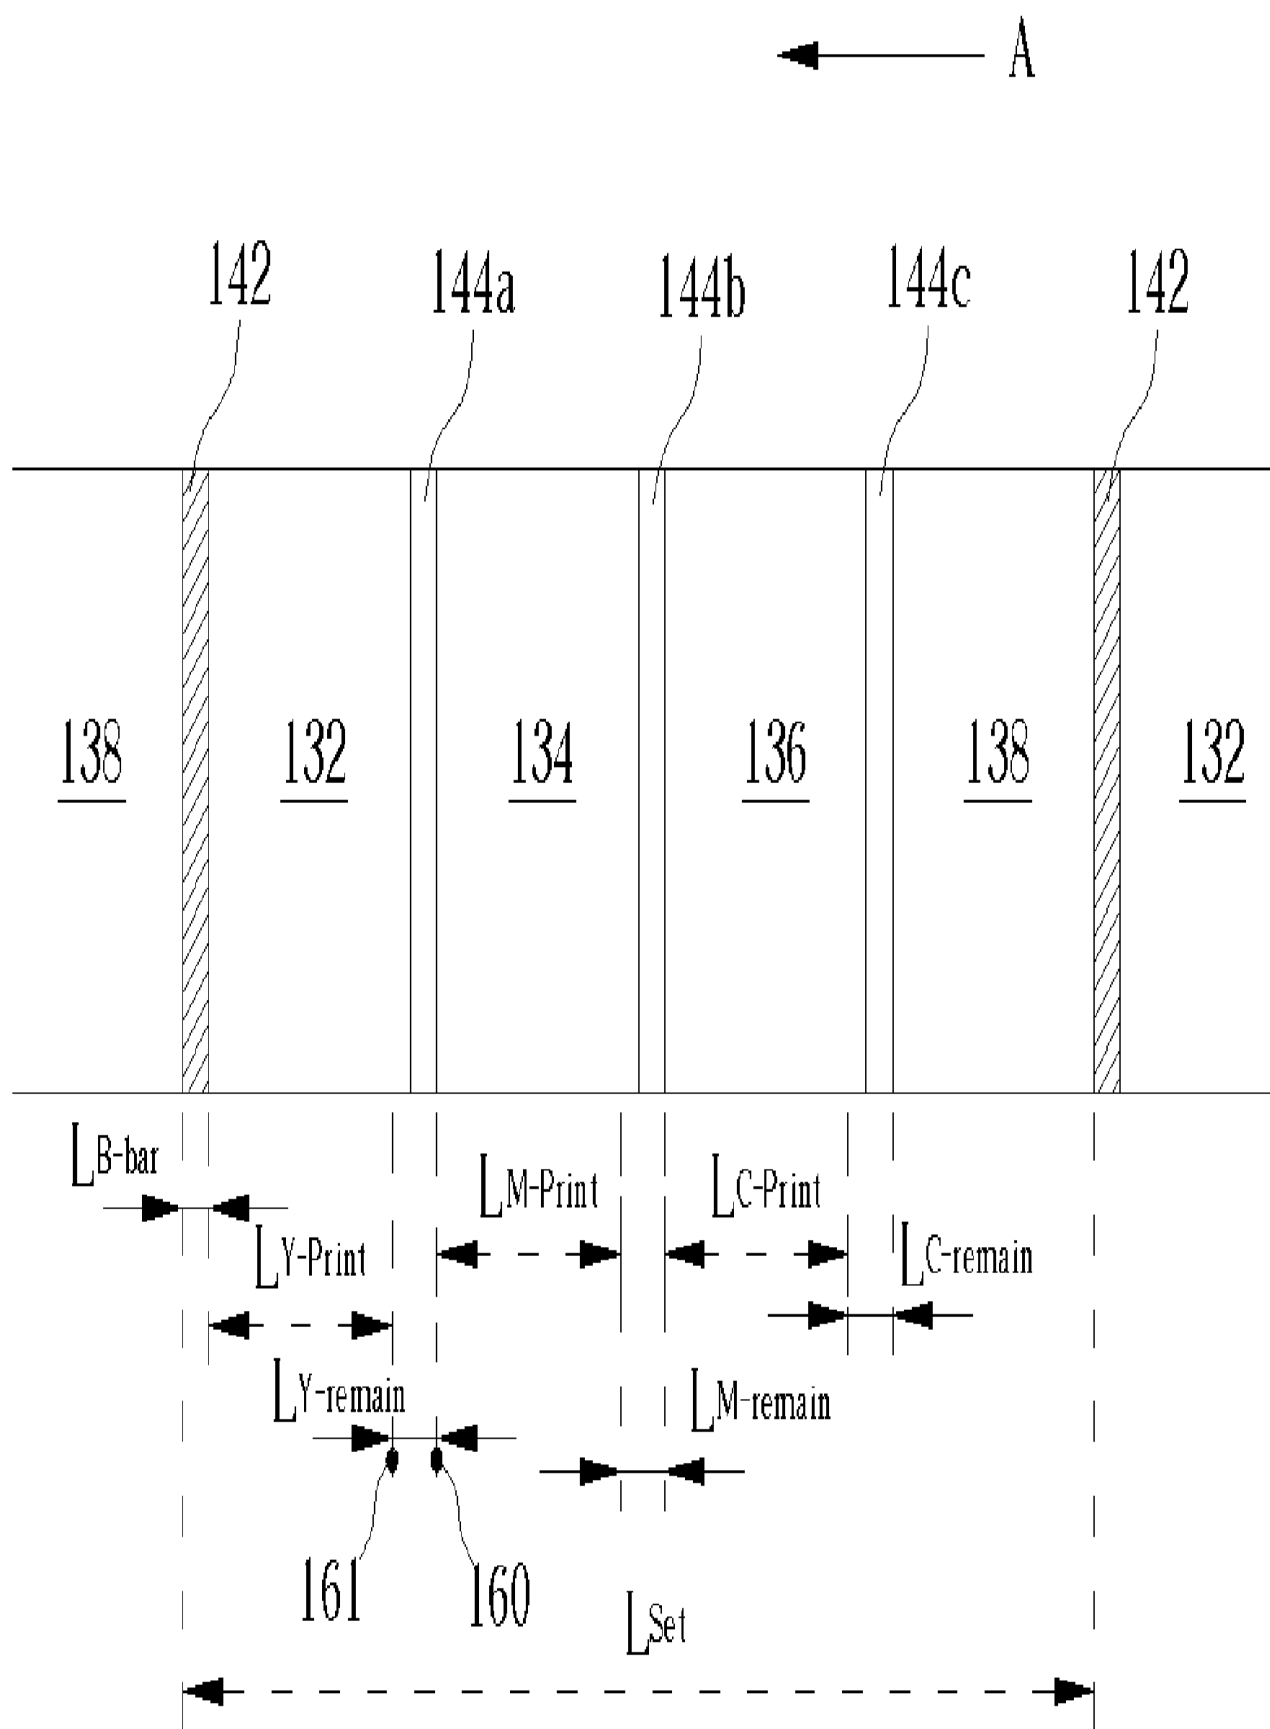 A
142 144a 144b 144c 142
138 132 134 136 138 132
LB-bar LM-Print LC-Print
LY-Print LC-remain
LY-remain LM-remain
161 160
LSet